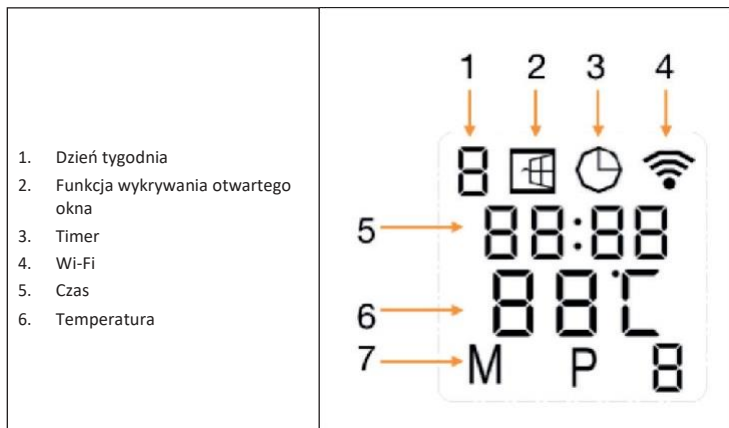 1. Dzień tygodnia
2. Funkcja wykrywania otwartego
okna
3. Timer
4. Wi-Fi
5. Czas
6. Temperatura
1 2 3 4
8
5 88:88
6 88°C
7 M P 8